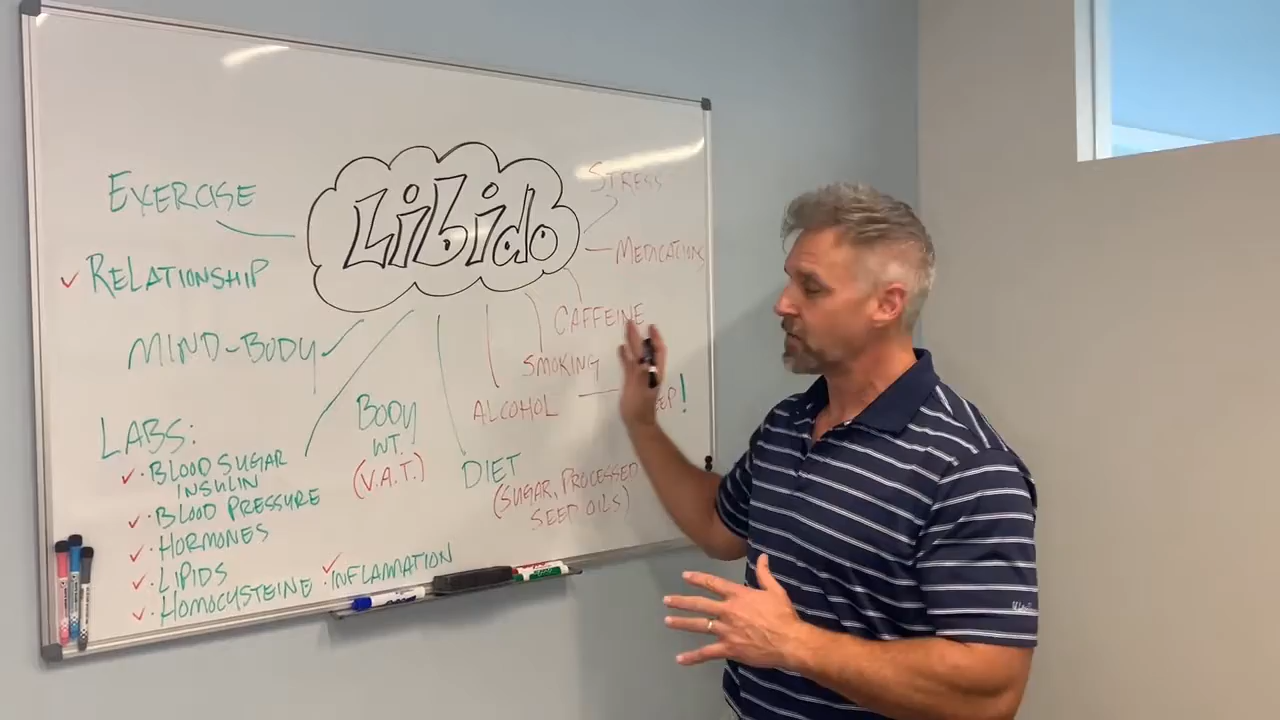 LIBIDO
EXERCISE
RELATIONSHIP
MIND-BODY
LABS:
• BLOOD SUGAR
INSULIN
• BLOOD PRESSURE
• HORMONES
• LIPIDS
• HOMOCYSTEINE
• INFLAMMATION
BODY
WT.
(V.A.T.)
DIET
(SUGAR, PROCESSED
SEED OILS)
ALCOHOL
SMOKING
CAFFEINE
MEDICATIONS
STRESS